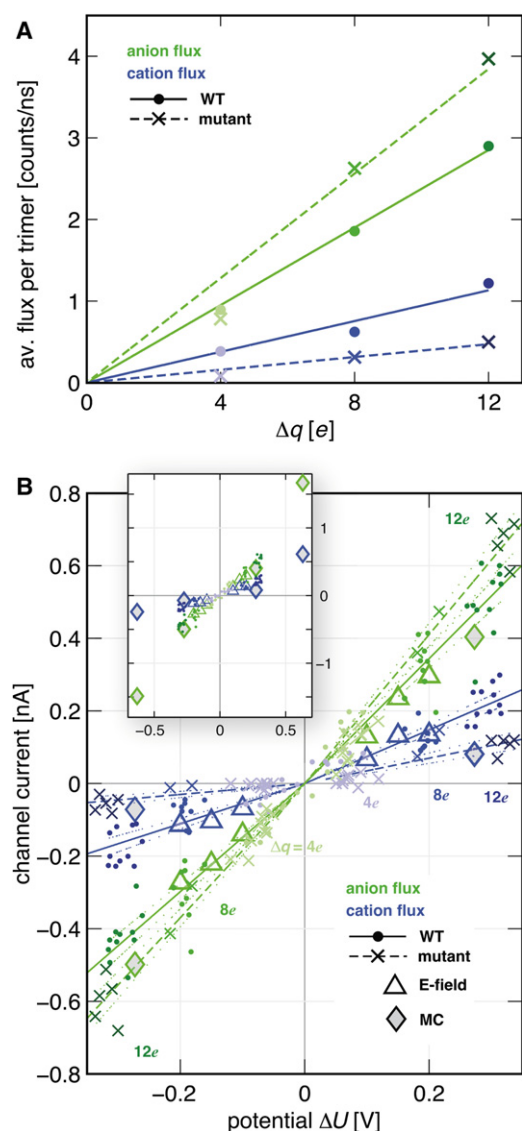 A
4
3
2
1
0
av. flux per trimer [counts/ns]
anion flux
cation flux
WT
mutant
0
4
8
12
Δq [e]
B
0.8
0.6
0.4
0.2
0
−0.2
−0.4
−0.6
−0.8
channel current [nA]
1
0
−1
−0.5
0
0.5
12e
4e
8e
12e
Δq = 4e
8e
12e
anion flux
cation flux
WT
mutant
E-field
MC
−0.2
0.0
0.2
potential ΔU [V]